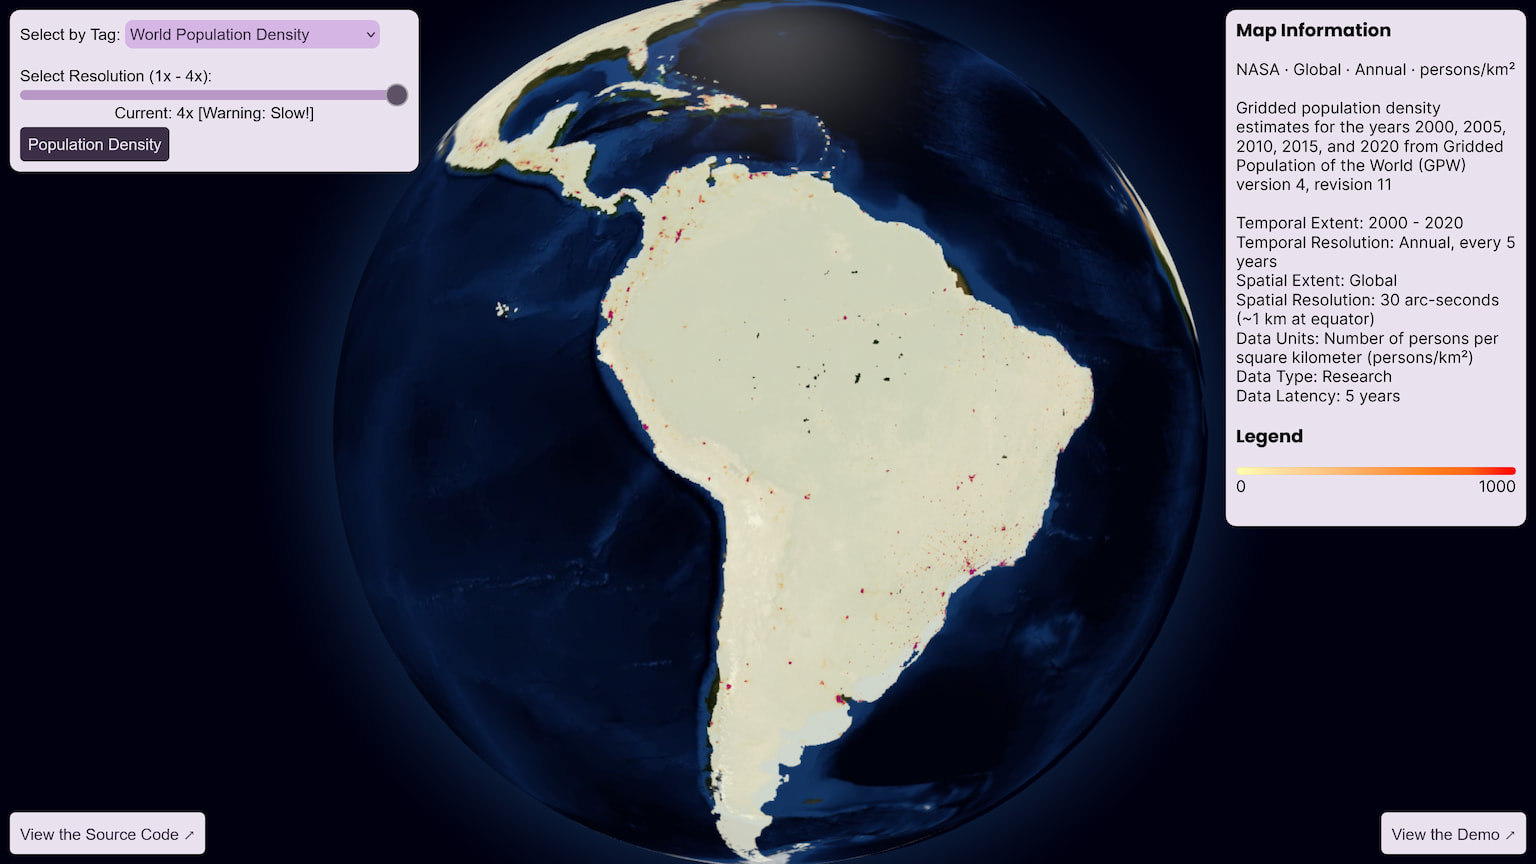 Select by Tag: World Population Density
Select Resolution (1x - 4x):
Current: 4x [Warning: Slow!]
Population Density
Map Information
NASA · Global · Annual · persons/km²
Gridded population density
estimates for the years 2000, 2005,
2010, 2015, and 2020 from Gridded
Population of the World (GPW)
version 4, revision 11
Temporal Extent: 2000 - 2020
Temporal Resolution: Annual, every 5
years
Spatial Extent: Global
Spatial Resolution: 30 arc-seconds
(~1 km at equator)
Data Units: Number of persons per
square kilometer (persons/km²)
Data Type: Research
Data Latency: 5 years
Legend
0 1000
View the Source Code ↗
View the Demo ↗